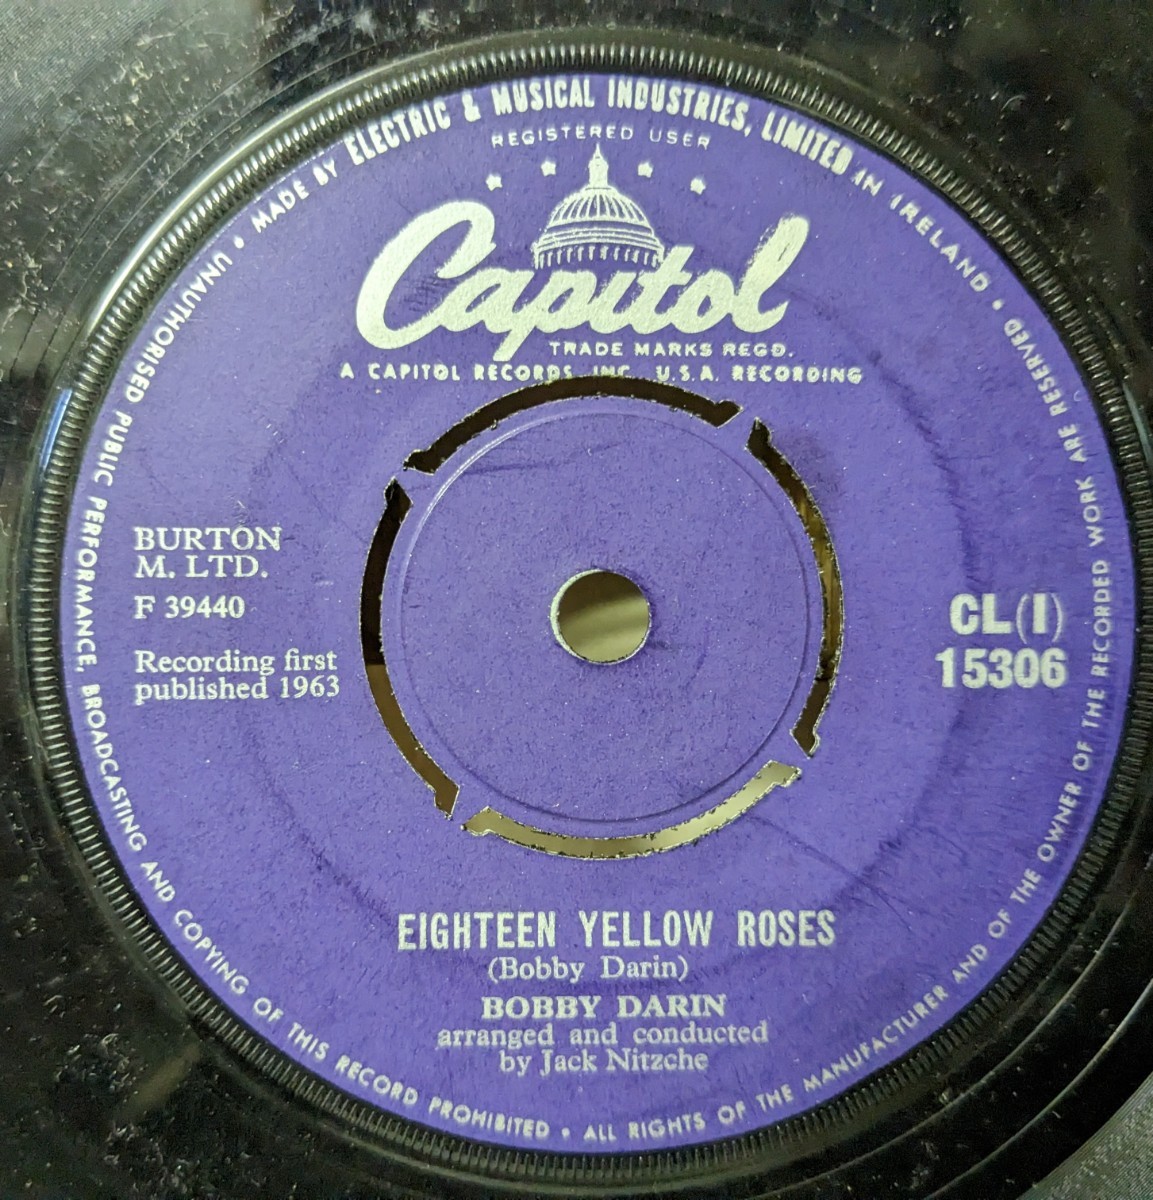 MADE BY ELECTRIC & MUSICAL INDUSTRIES, LIMITED IN IRELAND • ALL RIGHTS OF THE MANUFACTURER AND OF THE OWNER OF THE RECORDED WORK ARE RESERVED • UNAUTHORISED PUBLIC PERFORMANCE, BROADCASTING AND COPYING OF THIS RECORD PROHIBITED •
REGISTERED USER
Capitol
TRADE MARKS REGD.
A CAPITOL RECORDS, INC. U.S.A. RECORDING
BURTON
M. LTD.
F 39440
Recording first
published 1963
CL(I)
15306
EIGHTEEN YELLOW ROSES
(Bobby Darin)
BOBBY DARIN
arranged and conducted
by Jack Nitzche